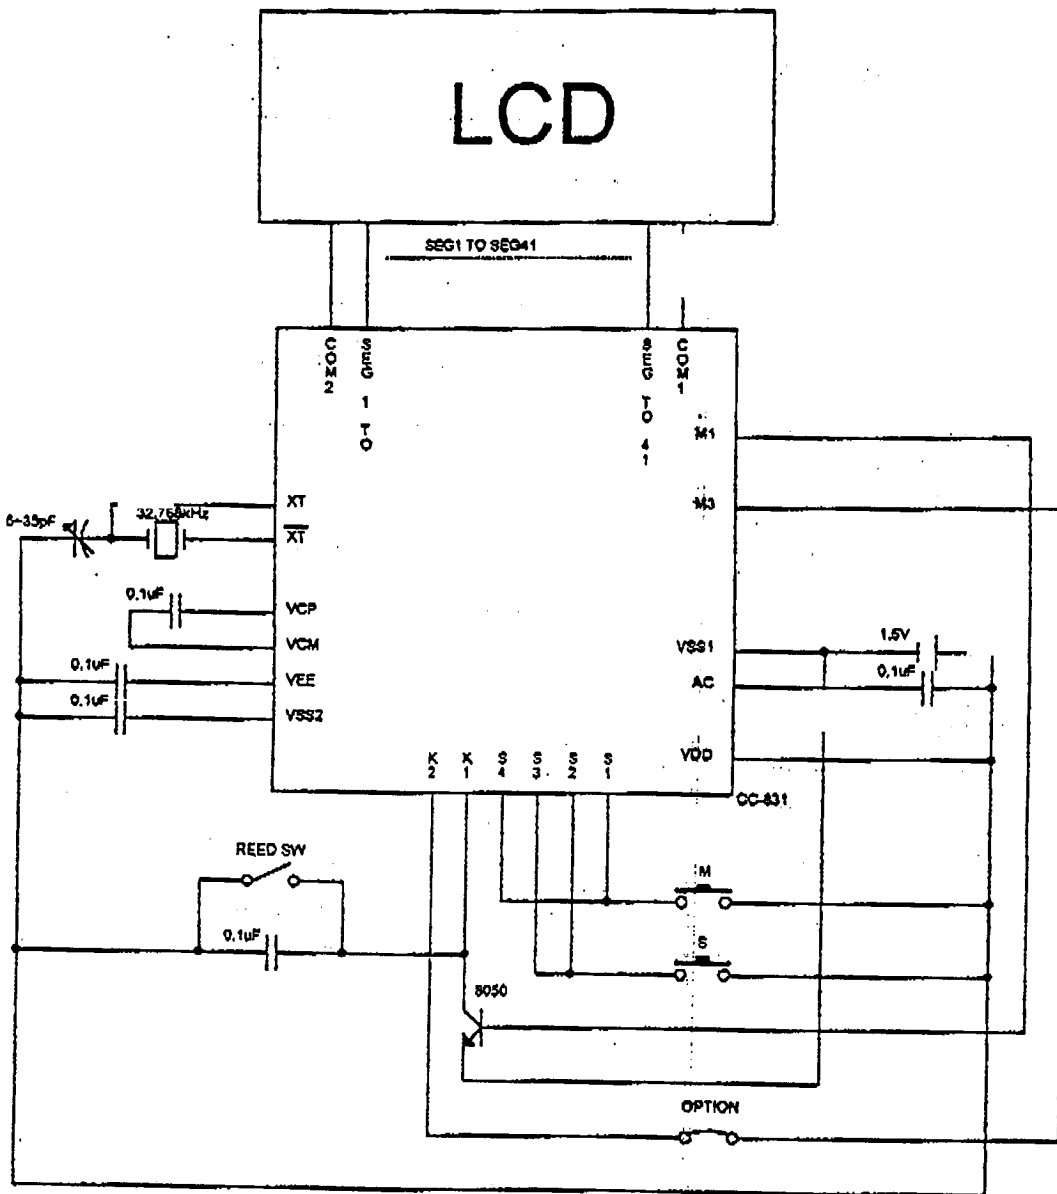 LCD
SEG1 TO SEG41
COM2
SEG 1 TO
SEG TO 41
COM1
M1
M3
XT
XT
6~35pF
32.768kHz
0.1uF
VCP
VCM
0.1uF
VEE
0.1uF
VSS2
VSS1
1.5V
AC
0.1uF
VDD
K2
K1
S4
S3
S2
S1
CC-831
REED SW
0.1uF
M
S
8050
OPTION